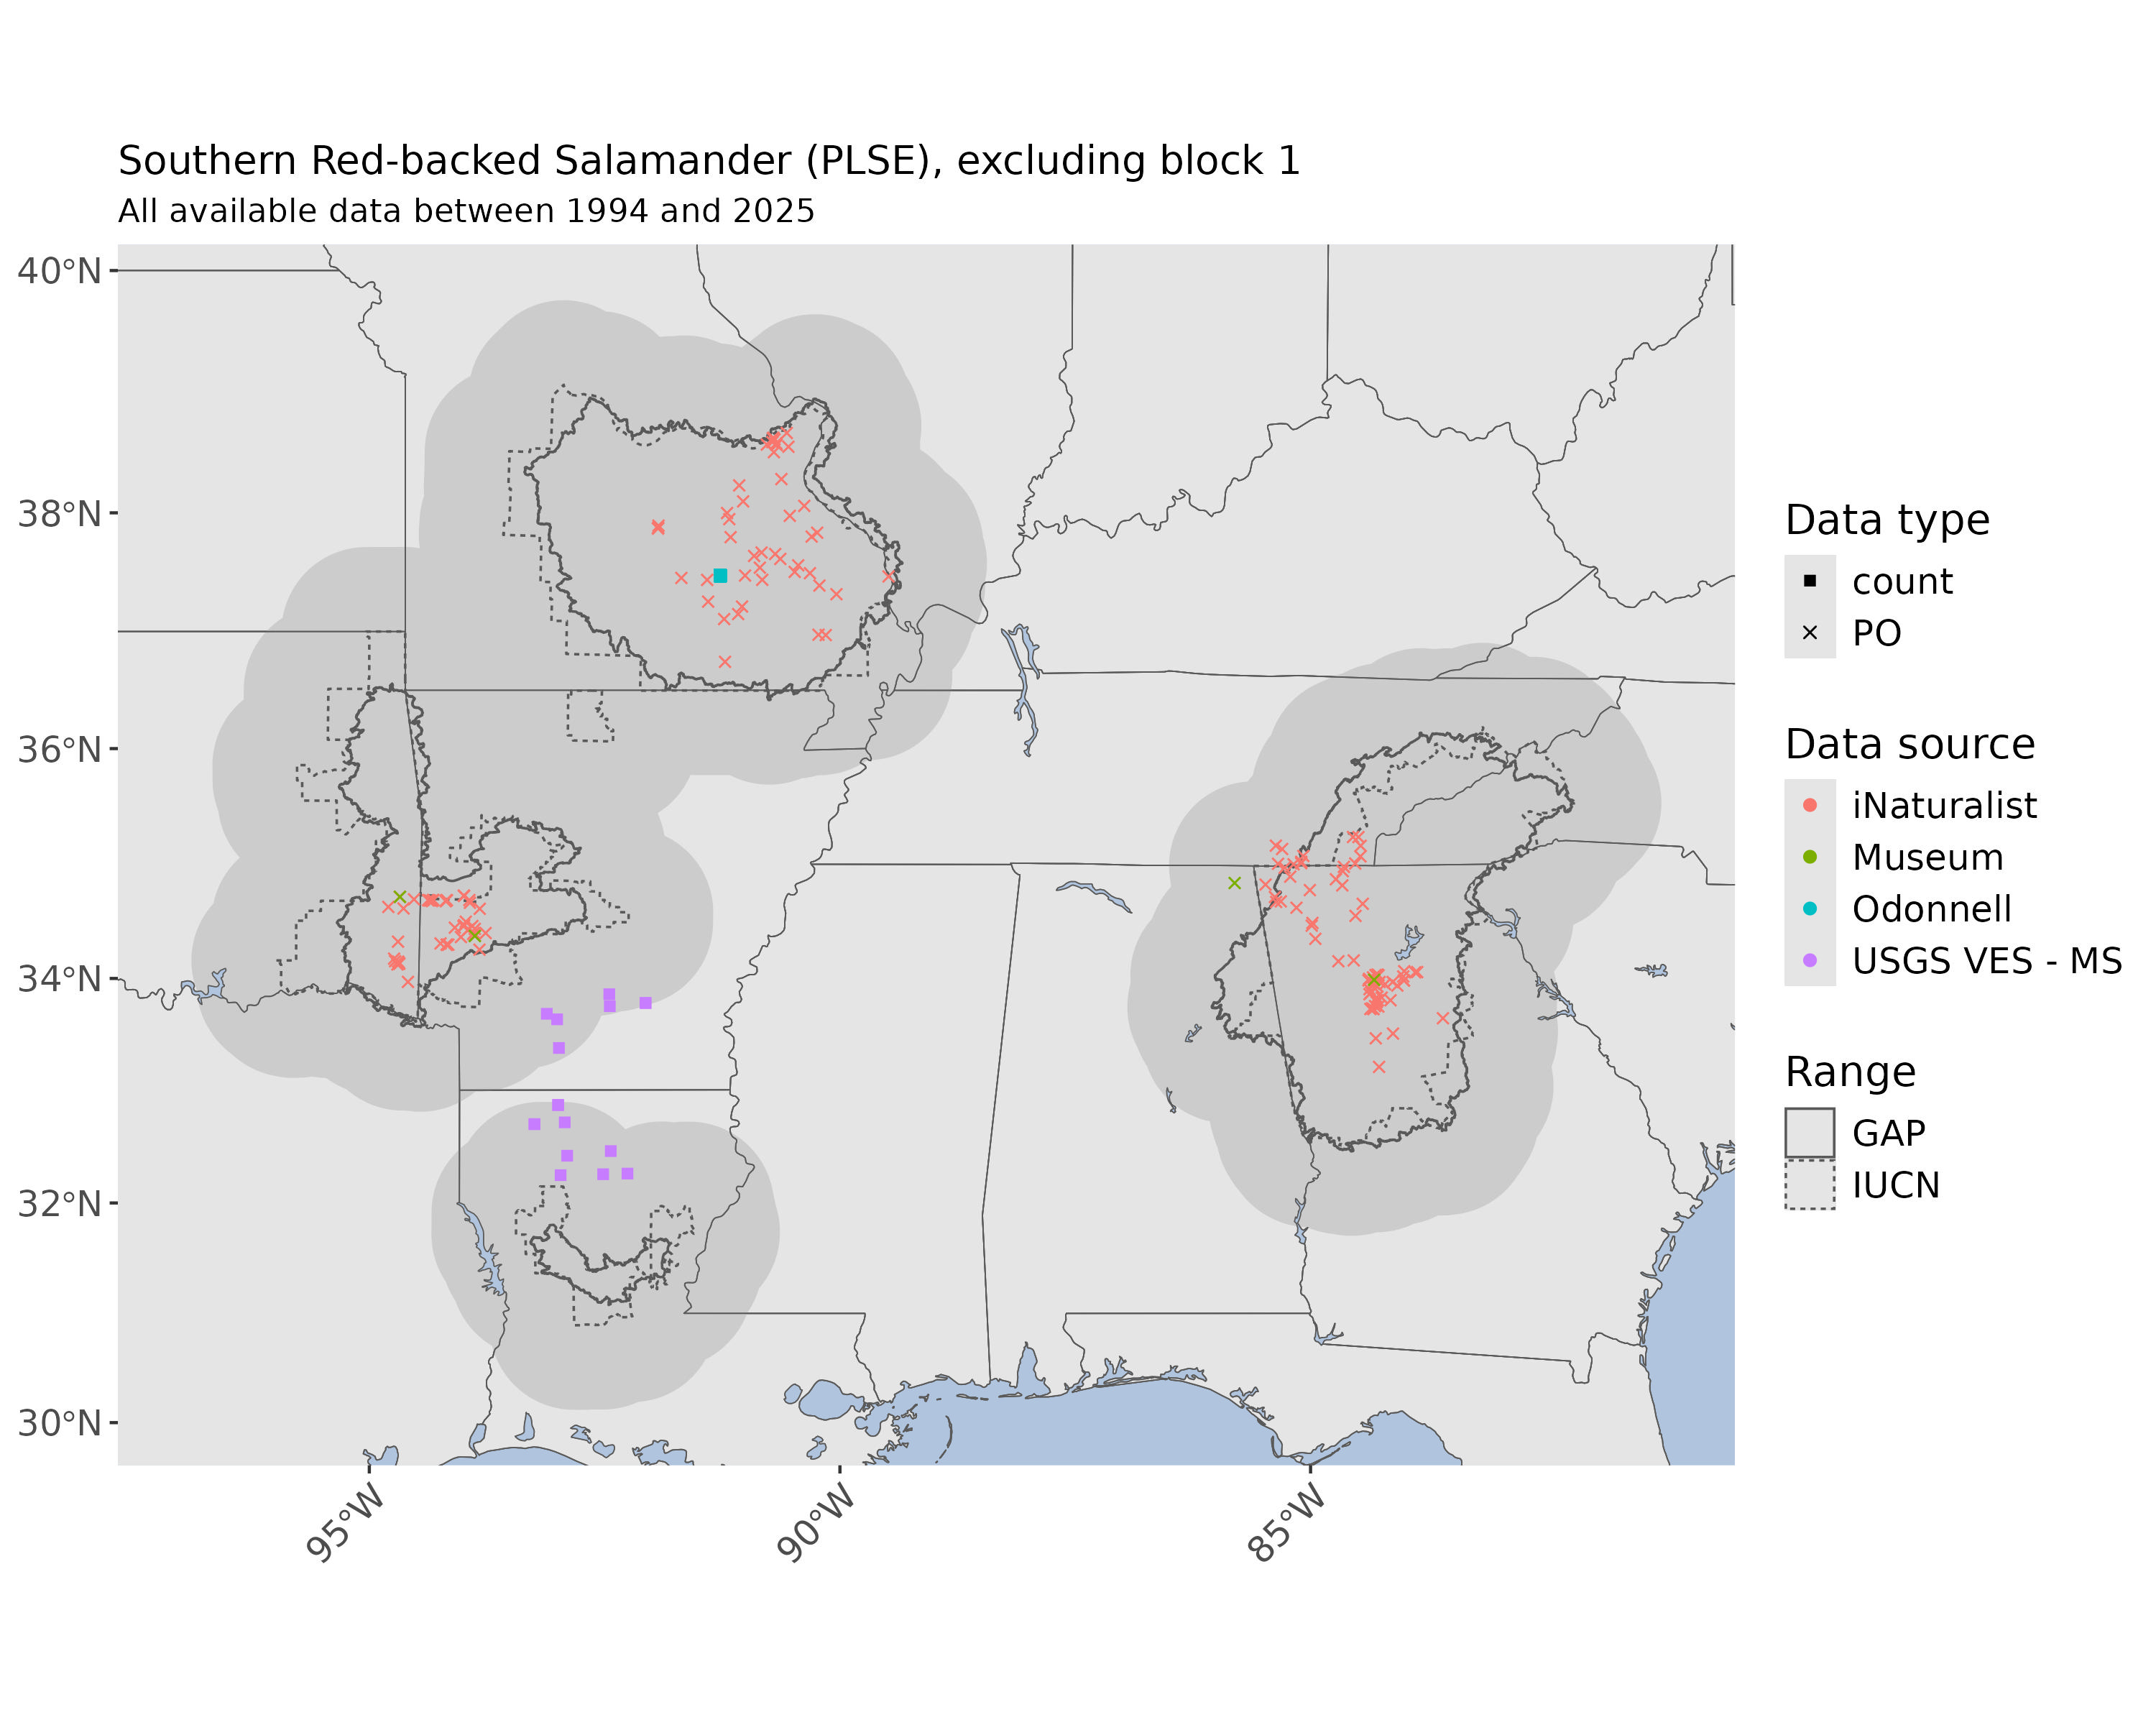 Southern Red-backed Salamander (PLSE), excluding block 1
All available data between 1994 and 2025
40°N
38°N
36°N
34°N
32°N
30°N
95°W
90°W
85°W
Data type
count
PO
Data source
iNaturalist
Museum
Odonnell
USGS VES - MS
Range
GAP
IUCN